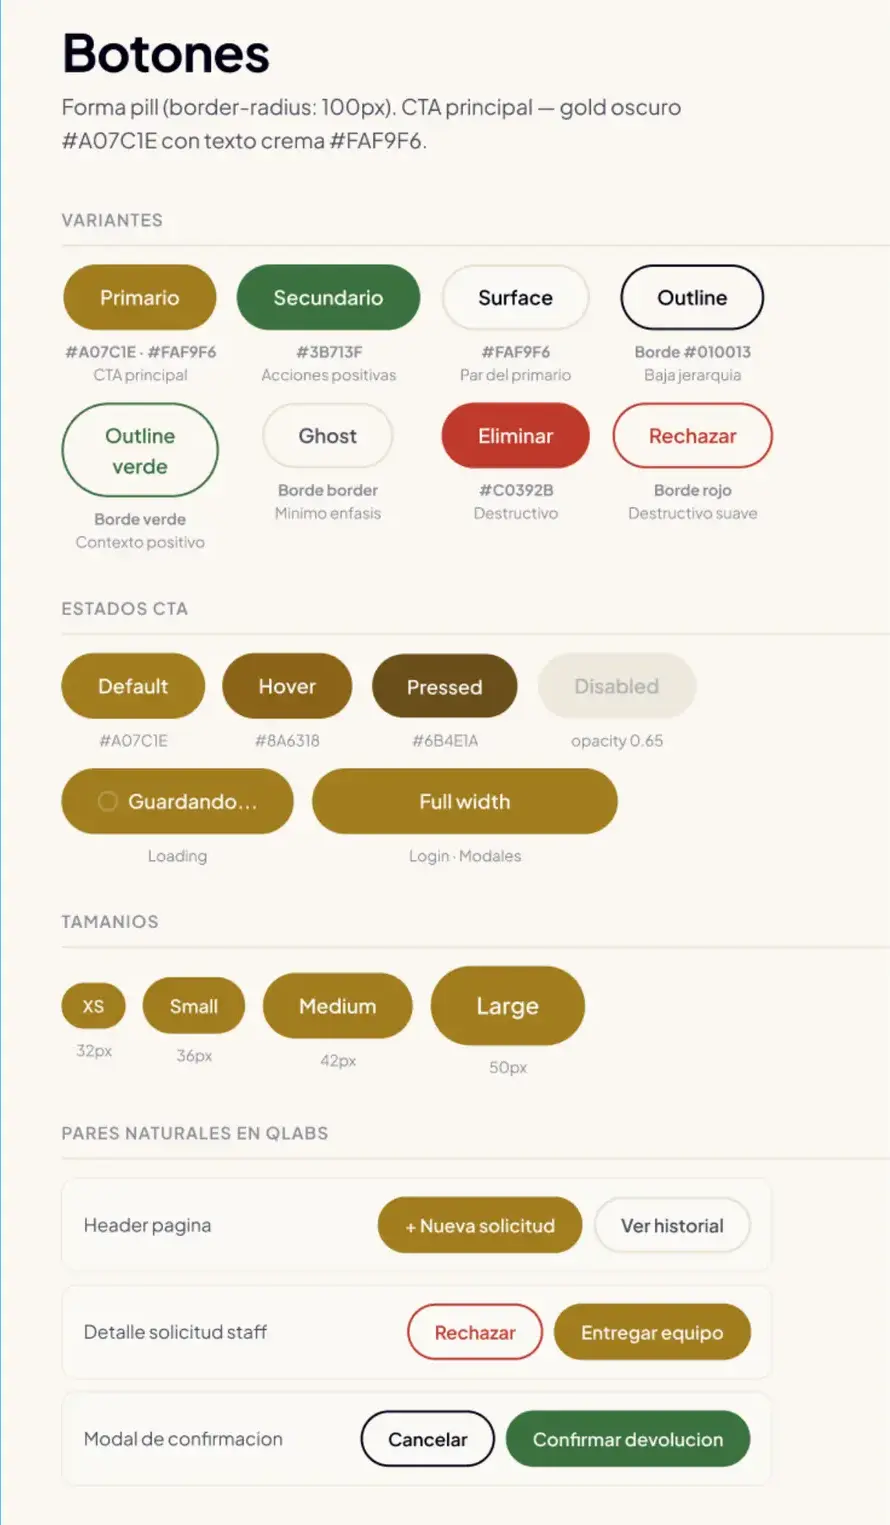 Botones
Forma pill (border-radius: 100px). CTA principal — gold oscuro
#A07C1E con texto crema #FAF9F6.
VARIANTES
Primario
Secundario
Surface
Outline
#A07C1E · #FAF9F6
#3B713F
#FAF9F6
Borde #010013
CTA principal
Acciones positivas
Par del primario
Baja jerarquia
Outline
verde
Ghost
Eliminar
Rechazar
Borde verde
Contexto positivo
Borde border
Minimo enfasis
#C0392B
Destructivo
Borde rojo
Destructivo suave
ESTADOS CTA
Default
Hover
Pressed
Disabled
#A07C1E
#8A6318
#6B4E1A
opacity 0.65
Guardando...
Full width
Loading
Login · Modales
TAMANIOS
XS
Small
Medium
Large
32px
36px
42px
50px
PARES NATURALES EN QLABS
Header pagina
+ Nueva solicitud
Ver historial
Detalle solicitud staff
Rechazar
Entregar equipo
Modal de confirmacion
Cancelar
Confirmar devolucion